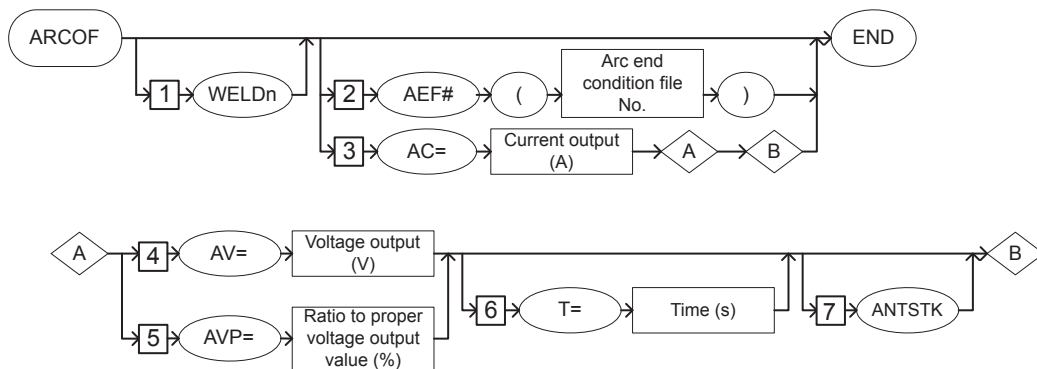 ARCOF
END
1 WELDn
2 AEF# ( Arc end
condition file
No. )
3 AC= Current output
(A) A B
A 4 AV= Voltage output
(V) B
5 AVP= Ratio to proper
voltage output
value (%)
6 T= Time (s)
7 ANTSTK